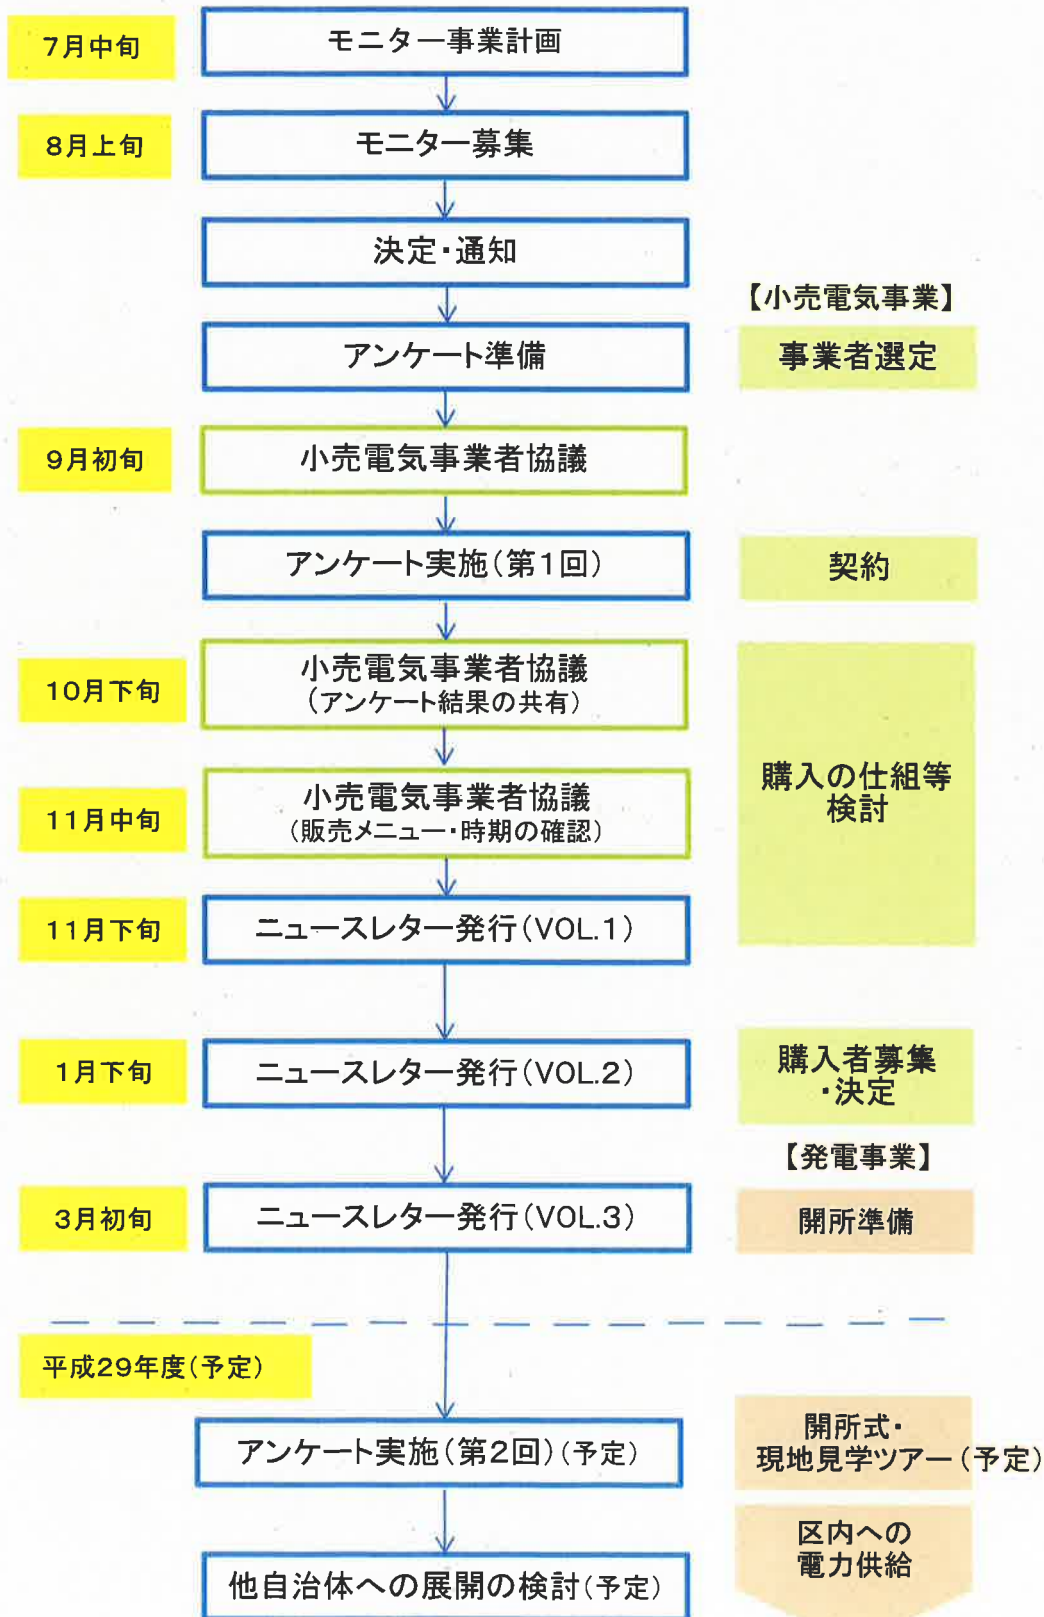 7月中旬
モニター事業計画
8月上旬
モニター募集
決定・通知
【小売電気事業】
アンケート準備
事業者選定
9月初旬
小売電気事業者協議
アンケート実施(第1回)
契約
10月下旬
小売電気事業者協議
(アンケート結果の共有)
購入の仕組等
検討
11月中旬
小売電気事業者協議
(販売メニュー・時期の確認)
11月下旬
ニュースレター発行(VOL.1)
1月下旬
ニュースレター発行(VOL.2)
購入者募集
・決定
【発電事業】
3月初旬
ニュースレター発行(VOL.3)
開所準備
平成29年度(予定)
アンケート実施(第2回)(予定)
開所式・
現地見学ツアー(予定)
区内への
電力供給
他自治体への展開の検討(予定)